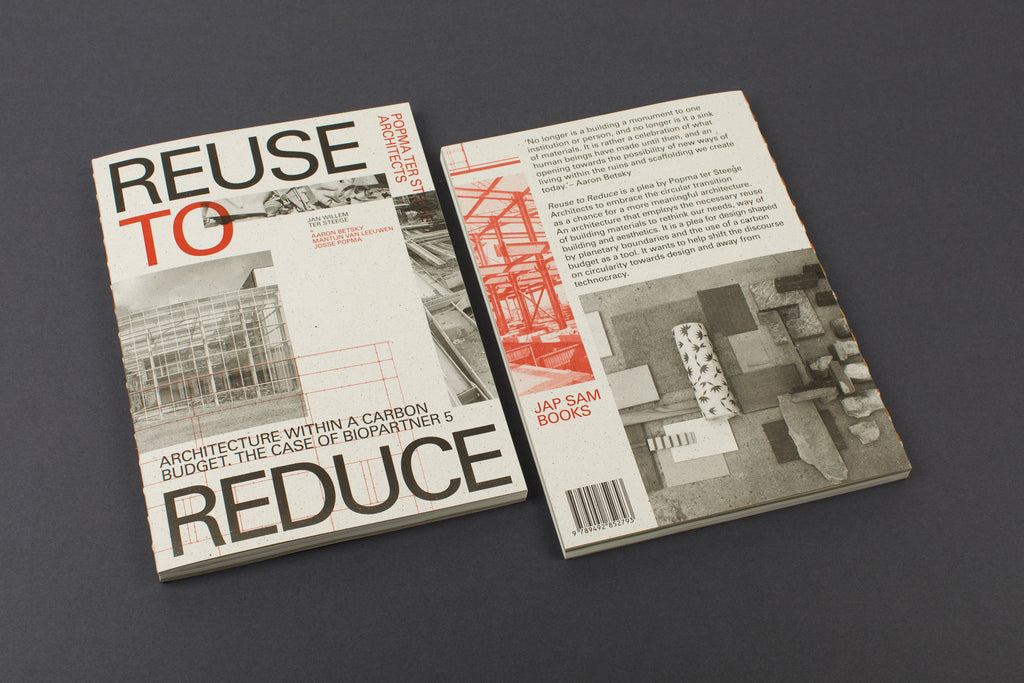 REUSE
TO
POPMA TER ST
ARCHITECTS
JAN WILLEM
TER STEEGE
+
AARON BETSKY
MANTIJN VAN LEEUWEN
JOSSE POPMA
ARCHITECTURE WITHIN A CARBON
BUDGET. THE CASE OF BIOPARTNER 5
REDUCE
'No longer is a building a monument to one
institution or person, and no longer is it a sink
of materials. It is rather a celebration of what
human beings have made until then, and an
opening towards the possibility of new ways of
living within the ruins and scaffolding we create
today.' – Aaron Betsky
Reuse to Reduce is a plea by Popma ter Steege
Architects to embrace the circular transition
as a chance for a more meaningful architecture.
An architecture that employs the necessary reuse
of building materials to rethink our needs, way of
building and aesthetics. It is a plea for design shaped
by planetary boundaries and the use of a carbon
budget as a tool. It wants to help shift the discourse
on circularity towards design and away from
technocracy.
JAP SAM
BOOKS
9 789492 852793